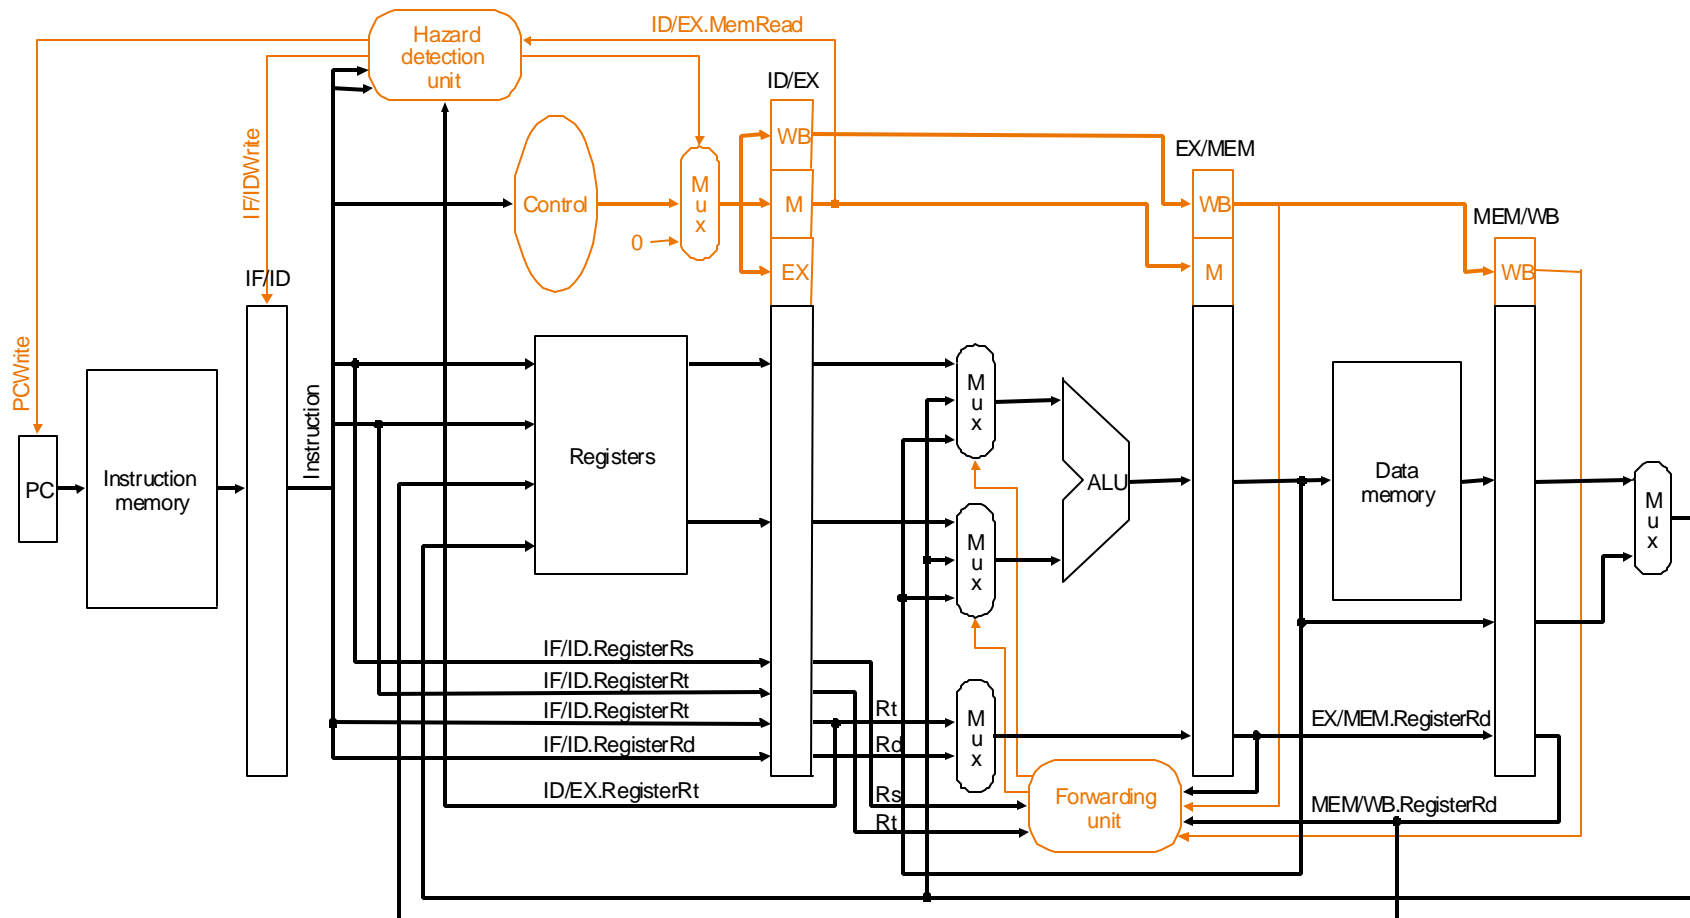 Hazard
detection
unit
ID/EX.MemRead
ID/EX
WB
M
EX
IF/IDWrite
PCWrite
Control
0
M
u
x
EX/MEM
WB
M
MEM/WB
WB
IF/ID
PC
Instruction
memory
Instruction
Registers
M
u
x
M
u
x
ALU
Data
memory
M
u
x
IF/ID.RegisterRs
IF/ID.RegisterRt
IF/ID.RegisterRt
IF/ID.RegisterRd
ID/EX.RegisterRt
Rt
Rd
Rs
Rt
M
u
x
Forwarding
unit
EX/MEM.RegisterRd
MEM/WB.RegisterRd